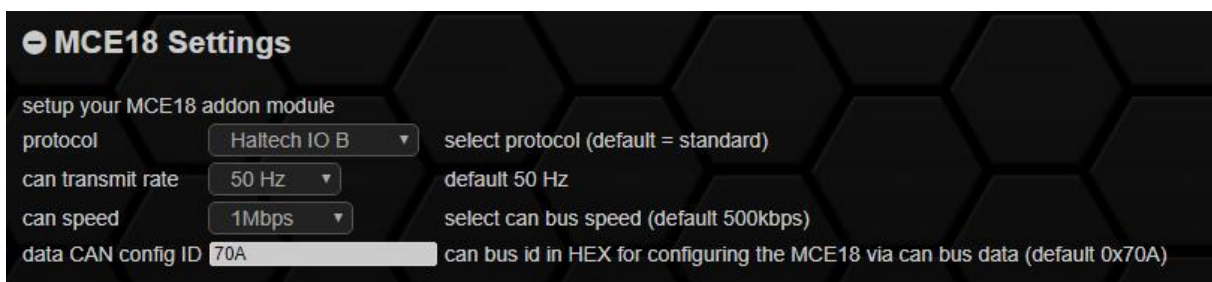 MCE18 Settings
setup your MCE18 addon module
protocol Haltech IO B select protocol (default = standard)
can transmit rate 50 Hz default 50 Hz
can speed 1Mbps select can bus speed (default 500kbps)
data CAN config ID 70A can bus id in HEX for configuring the MCE18 via can bus data (default 0x70A)